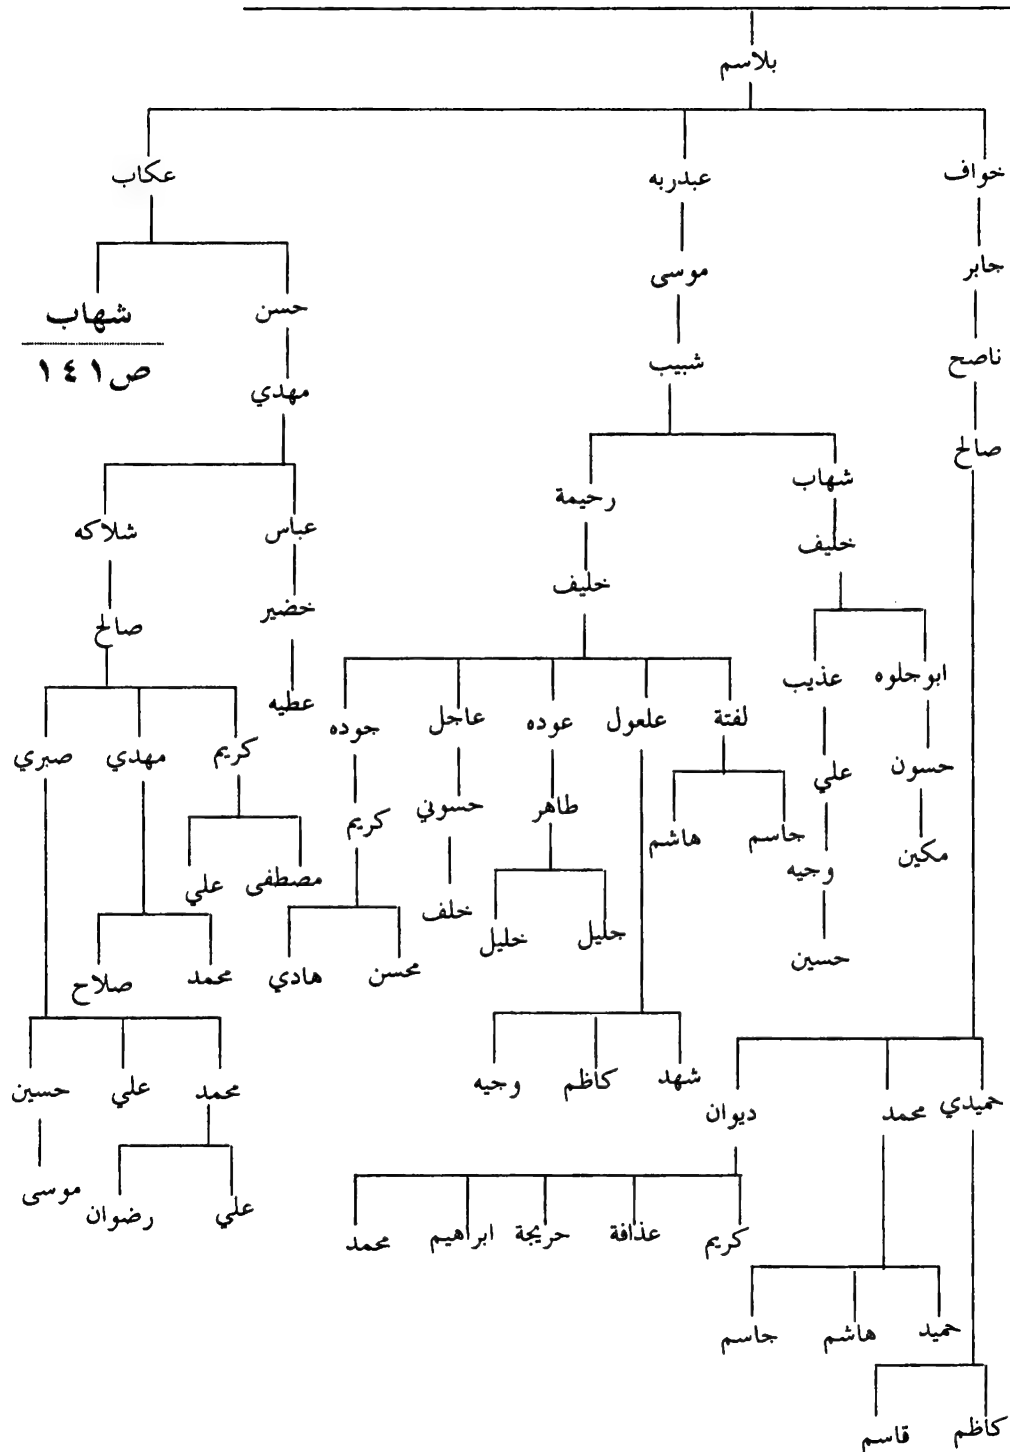 بلاسم
خواف
عبدربه
عكاب
جابر
موسى
حسن
شهاب
ص١٤١
ناصح
شبيب
مهدي
صالح
شهاب
رحيمة
عباس
شلاكه
خليف
خليف
خضير
صالح
ابوجلوه
عذيب
عطيه
لفتة
علعول
عوده
عاجل
جوده
كريم
مهدي
صبري
حسون
علي
طاهر
حسوني
كريم
جاسم
هاشم
مكين
وجيه
مصطفى
علي
خلف
جليل
خليل
حسين
محسن
هادي
محمد
صلاح
شهد
كاظم
وجيه
محمد
علي
حسين
حميدي
محمد
ديوان
علي
رضوان
موسى
كريم
عذافة
حريجة
ابراهيم
محمد
حميد
هاشم
جاسم
كاظم
قاسم